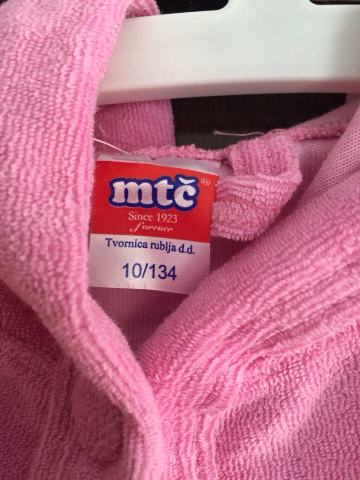 mtč®
Since 1923
forever
Tvornica rublja d.d.
10/134